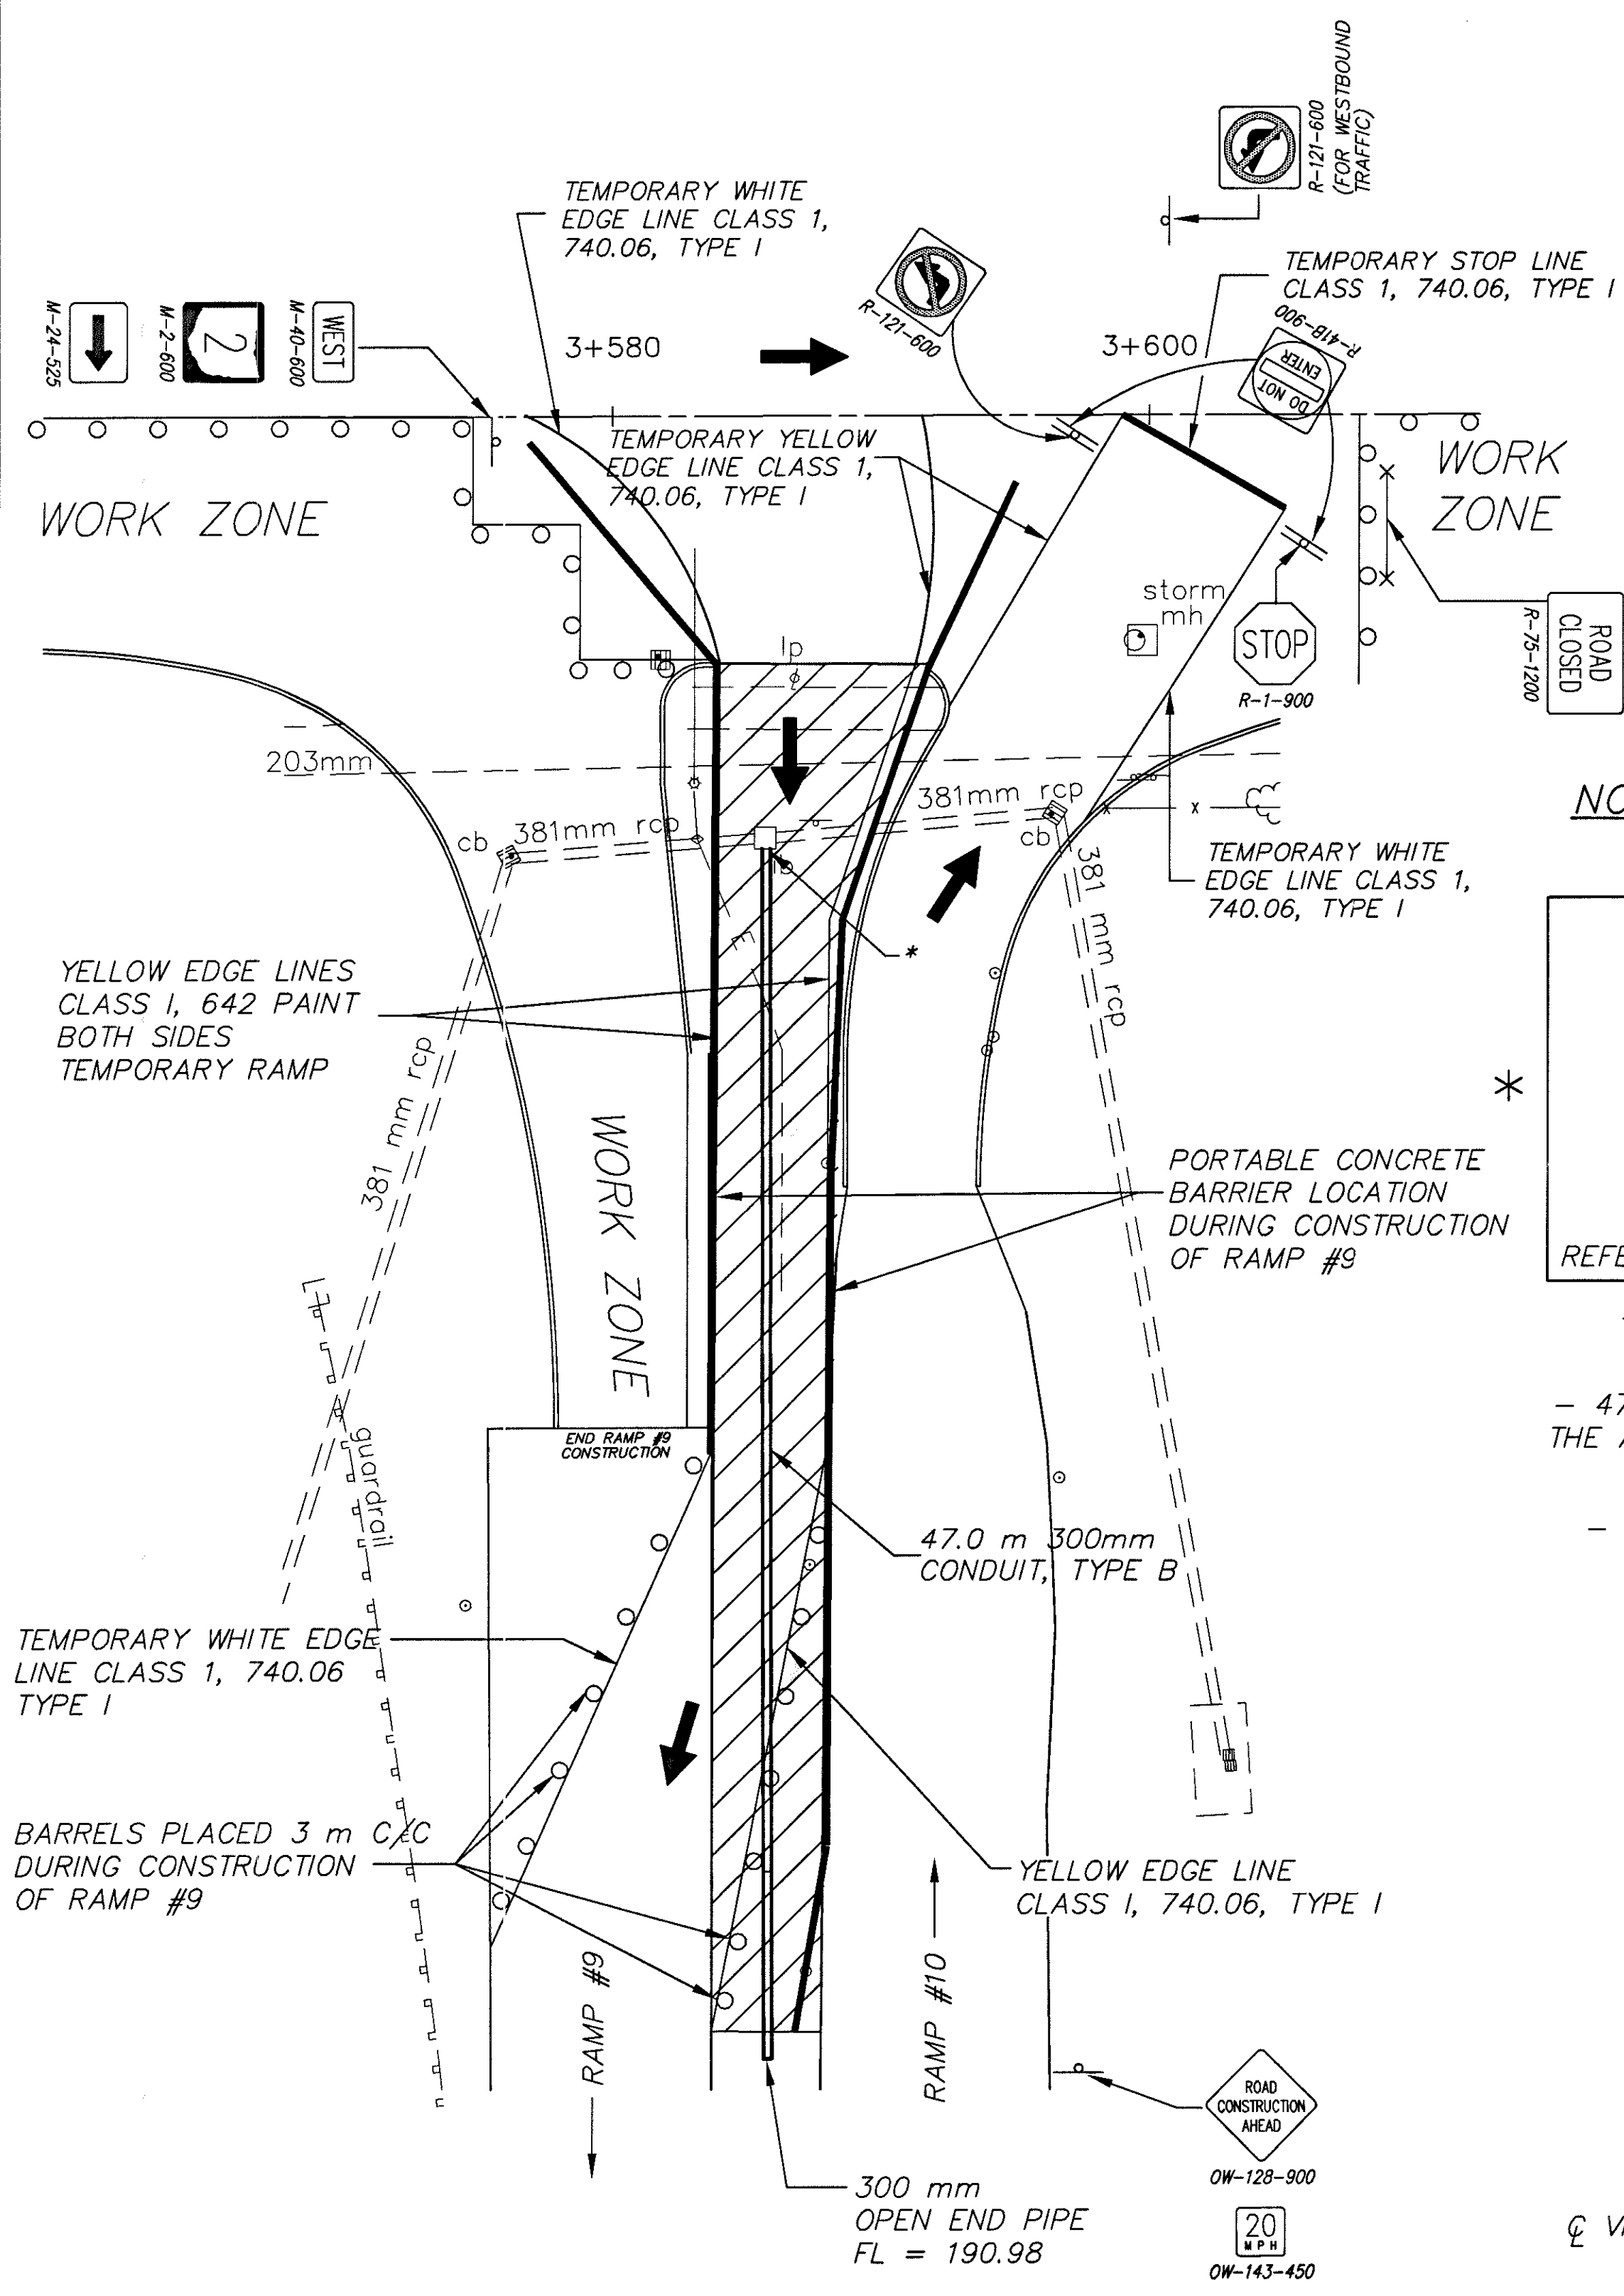 R-121-600
(FOR WESTBOUND
TRAFFIC)
TEMPORARY WHITE
EDGE LINE CLASS 1,
740.06, TYPE I
R-121-600
TEMPORARY STOP LINE
CLASS 1, 740.06, TYPE I
R-41B-900
DO NOT
ENTER
M-24-525
2
M-2-600
WEST
M-40-600
3+580
3+600
TEMPORARY YELLOW
EDGE LINE CLASS 1,
740.06, TYPE I
WORK ZONE
WORK
ZONE
storm
mh
STOP
R-1-900
ROAD
CLOSED
R-75-1200
lp
203mm
cb
381mm rcp
381mm rcp
cb
NO
TEMPORARY WHITE
EDGE LINE CLASS 1,
740.06, TYPE I
381 mm rcp
*
YELLOW EDGE LINES
CLASS I, 642 PAINT
BOTH SIDES
TEMPORARY RAMP
381 mm rcp
*
WORK ZONE
PORTABLE CONCRETE
BARRIER LOCATION
DURING CONSTRUCTION
OF RAMP #9
REFE
END RAMP #9
CONSTRUCTION
guardrail
- 47
THE
47.0 m 300mm
CONDUIT, TYPE B
-
TEMPORARY WHITE EDGE
LINE CLASS 1, 740.06
TYPE I
BARRELS PLACED 3 m C/C
DURING CONSTRUCTION
OF RAMP #9
YELLOW EDGE LINE
CLASS I, 740.06, TYPE I
RAMP #9
RAMP #10
ROAD
CONSTRUCTION
AHEAD
OW-128-900
300 mm
OPEN END PIPE
FL = 190.98
20
MPH
OW-143-450